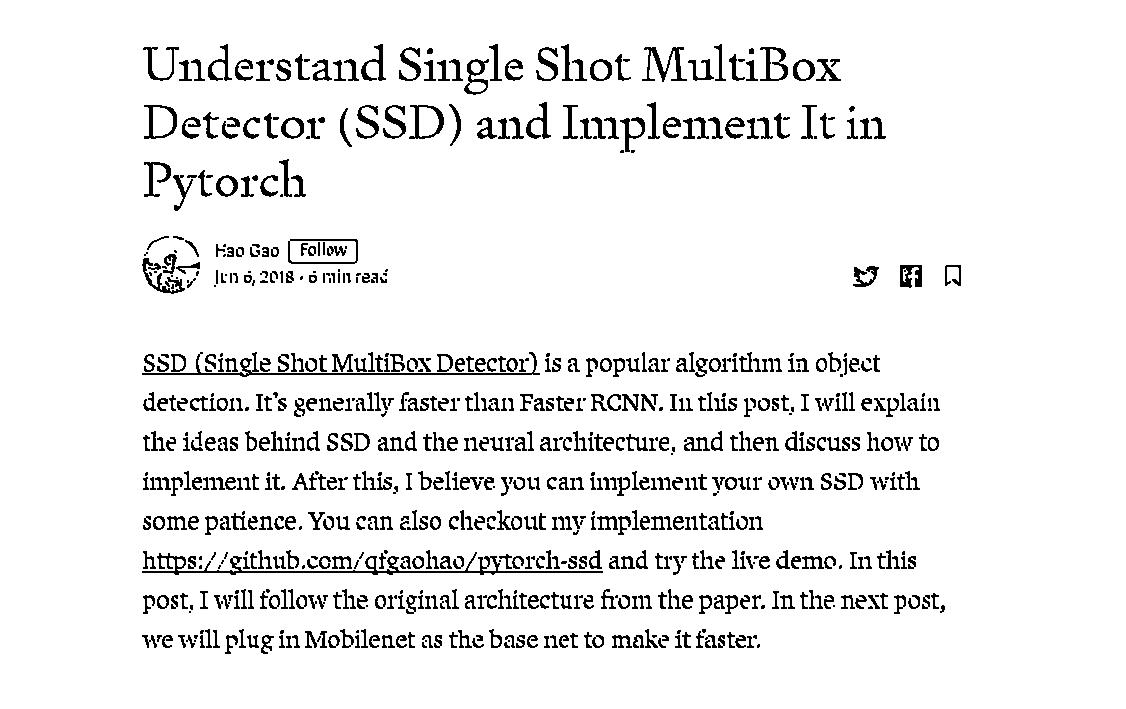 Understand Single Shot MultiBox
Detector (SSD) and Implement It in
Pytorch
Hao Gao Follow
Jun 6, 2018 · 6 min read
SSD (Single Shot MultiBox Detector) is a popular algorithm in object
detection. It's generally faster than Faster RCNN. In this post, I will explain
the ideas behind SSD and the neural architecture, and then discuss how to
implement it. After this, I believe you can implement your own SSD with
some patience. You can also checkout my implementation
https://github.com/qfgaohao/pytorch-ssd and try the live demo. In this
post, I will follow the original architecture from the paper. In the next post,
we will plug in Mobilenet as the base net to make it faster.